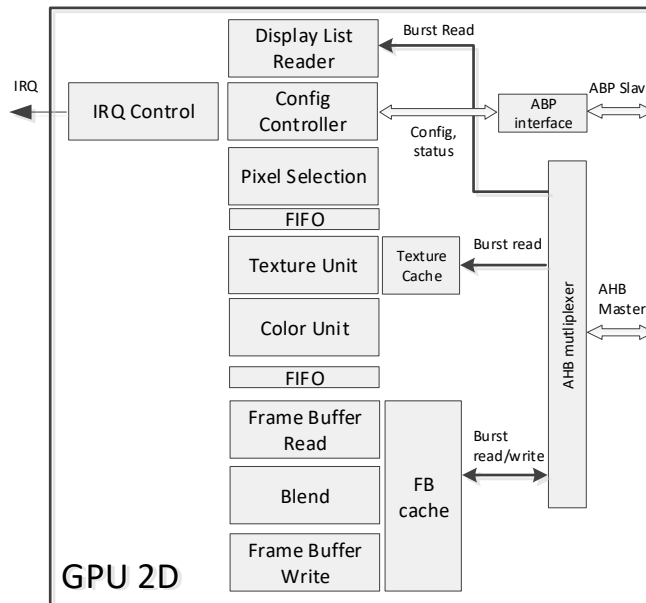 Display List
Reader
Burst Read
IRQ
IRQ Control
Config
Controller
Config,
status
ABP
interface
ABP Slav
Pixel Selection
FIFO
Texture Unit
Texture
Cache
Burst read
Color Unit
AHB mutliplexer
AHB
Master
FIFO
Frame Buffer
Read
Blend
Frame Buffer
Write
FB
cache
Burst
read/write
GPU 2D